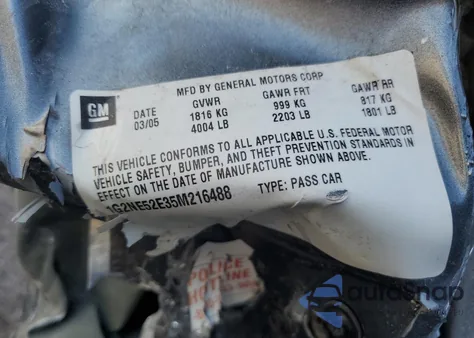 MFD BY GENERAL MOTORS CORP
GM DATE GVWR GAWR FRT GAWR RR
03/05 1816 KG 999 KG 817 KG
4004 LB 2203 LB 1801 LB
THIS VEHICLE CONFORMS TO ALL APPLICABLE U.S. FEDERAL MOTOR
VEHICLE SAFETY, BUMPER, AND THEFT PREVENTION STANDARDS IN
EFFECT ON THE DATE OF MANUFACTURE SHOWN ABOVE.
1G2NE52E35M216488 TYPE: PASS CAR
POLICE
autosnap